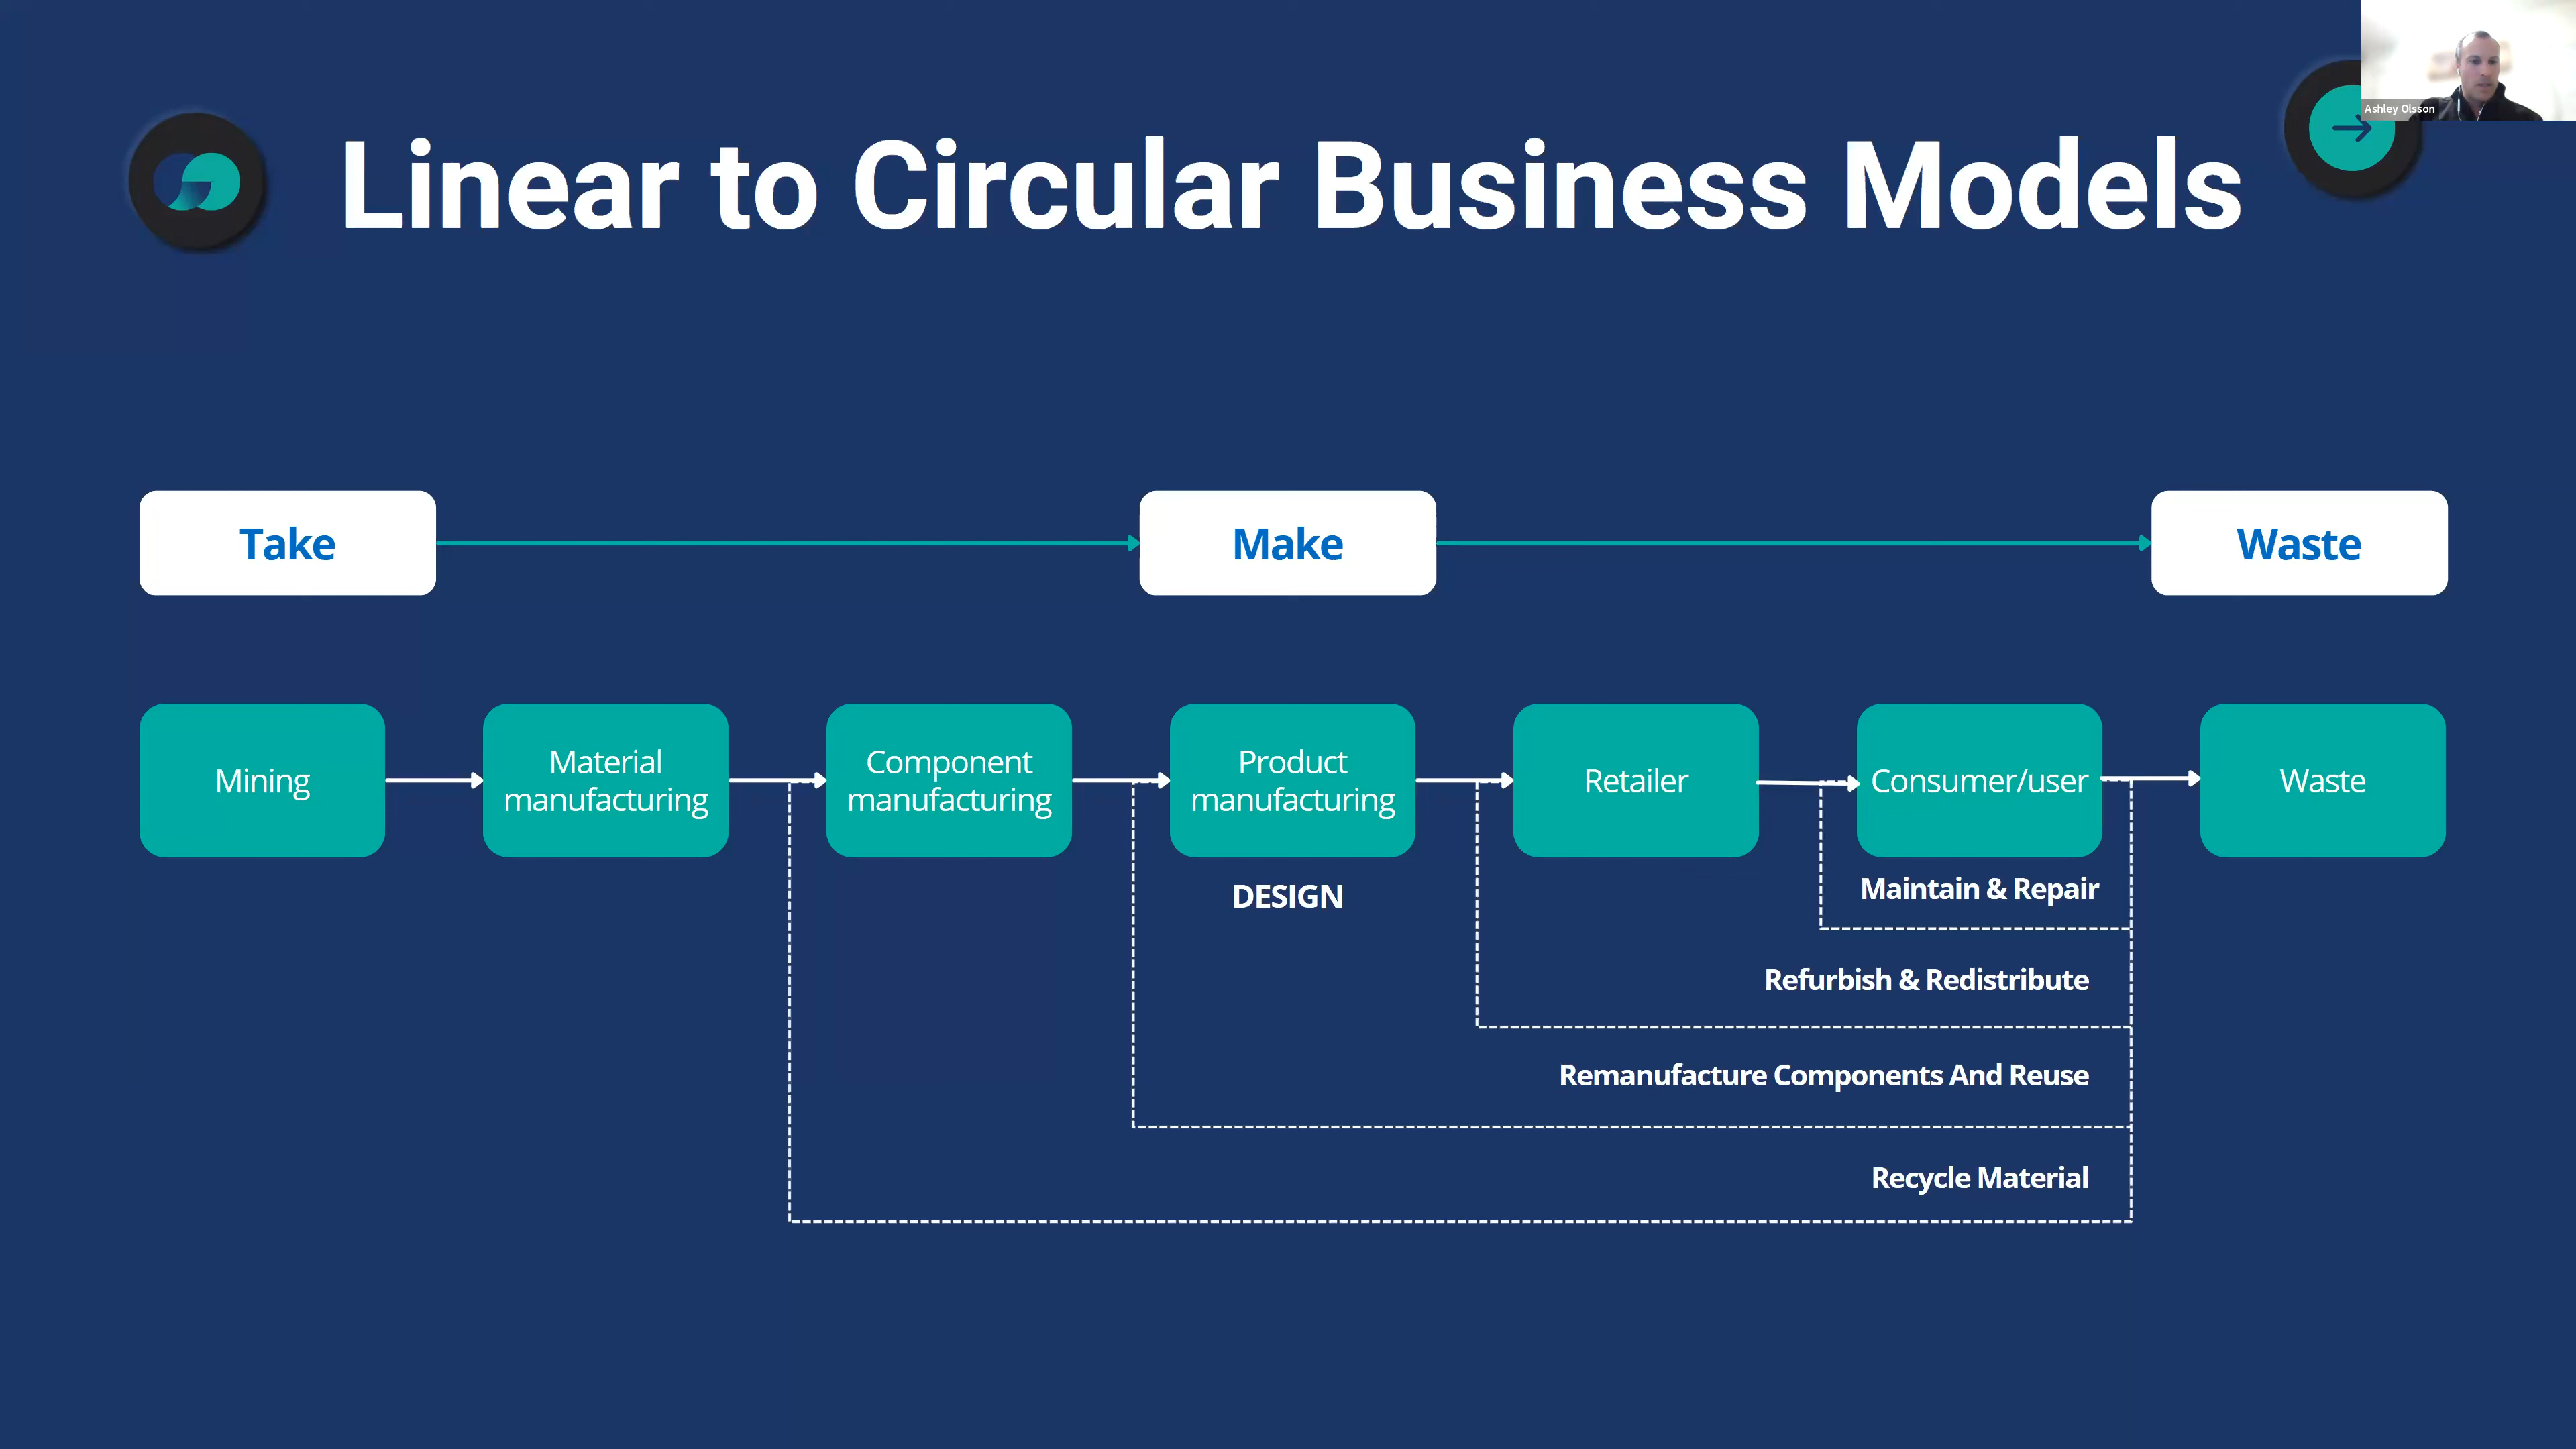 Ashley Olsson
Linear to Circular Business Models
Take
Make
Waste
Mining
Material
manufacturing
Component
manufacturing
Product
manufacturing
Retailer
Consumer/user
Waste
DESIGN
Maintain & Repair
Refurbish & Redistribute
Remanufacture Components And Reuse
Recycle Material